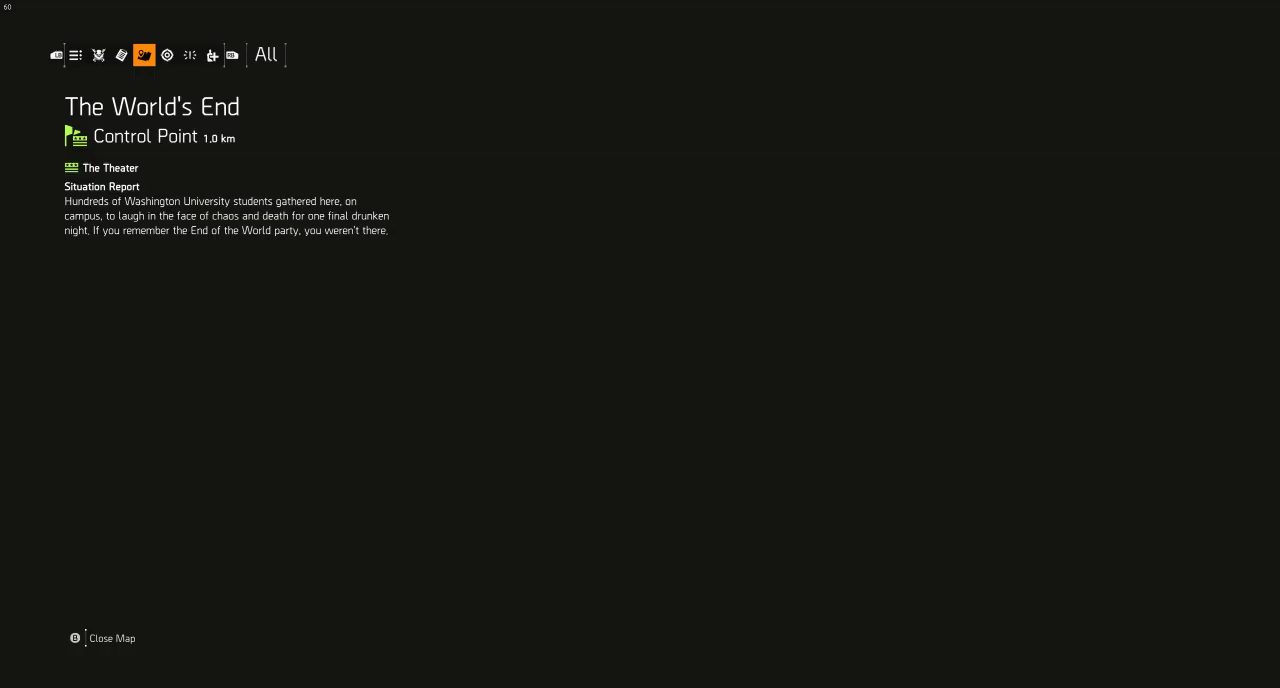 60
LB
RB
All
The World's End
Control Point 1.0 km
The Theater
Situation Report
Hundreds of Washington University students gathered here, on
campus, to laugh in the face of chaos and death for one final drunken
night. If you remember the End of the World party, you weren't there.
B Close Map